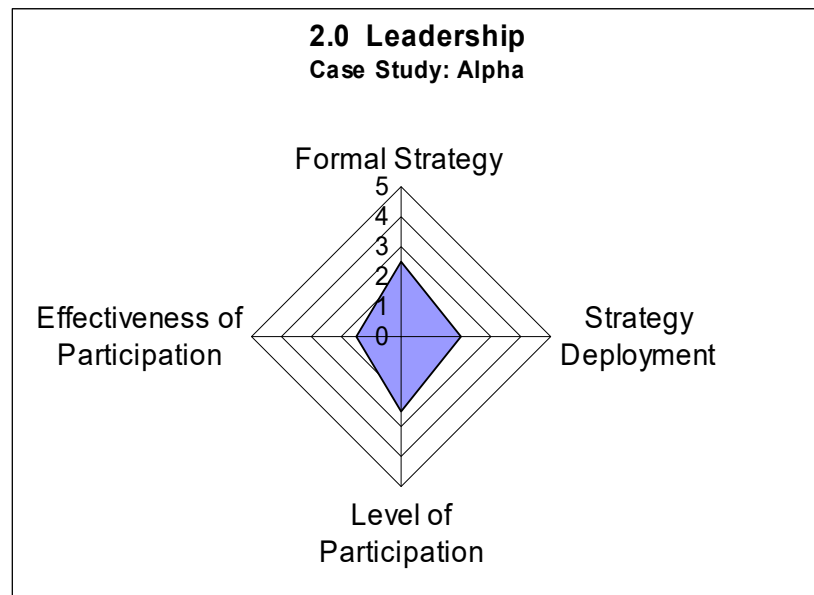 2.0 Leadership
Case Study: Alpha
Formal Strategy
5
4
3
2
1
0
Effectiveness of
Participation
Strategy
Deployment
Level of
Participation